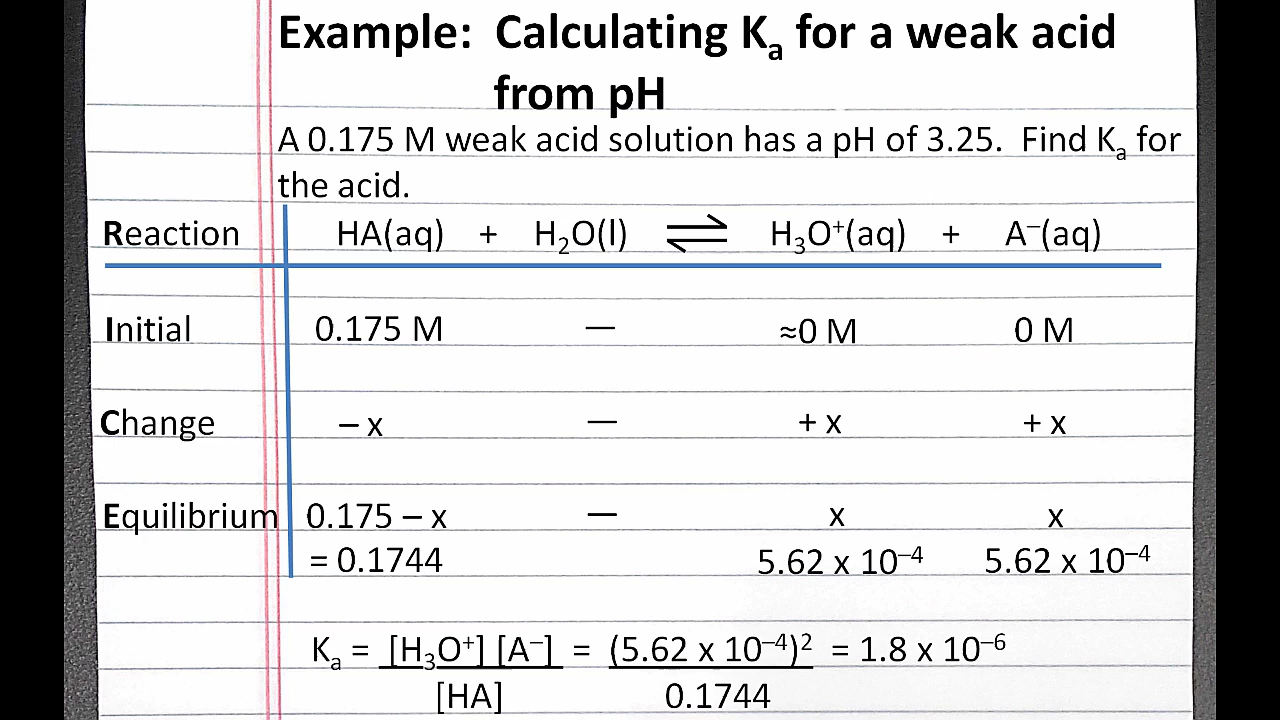 Example: Calculating Kₐ for a weak acid
from pH
A 0.175 M weak acid solution has a pH of 3.25. Find Kₐ for
the acid.
Reaction HA(aq) + H₂O(l) ⇌ H₃O⁺(aq) + A⁻(aq)
Initial 0.175 M — ≈0 M 0 M
Change – x — + x + x
Equilibrium 0.175 – x — x x
= 0.1744 5.62 x 10⁻⁴ 5.62 x 10⁻⁴
Kₐ = [H₃O⁺] [A⁻] = (5.62 x 10⁻⁴)² = 1.8 x 10⁻⁶
[HA] 0.1744